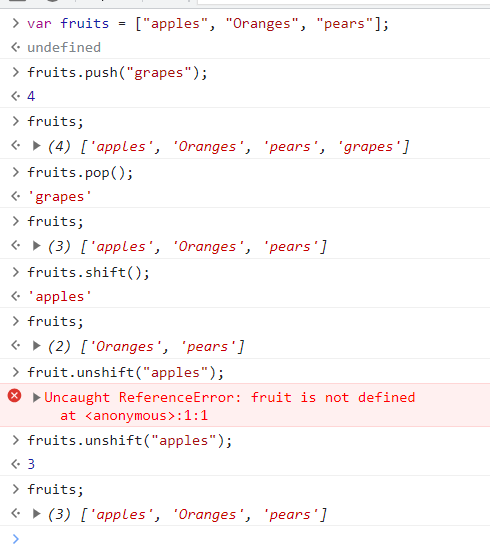 var fruits = ["apples", "Oranges", "pears"];
undefined
fruits.push("grapes");
4
fruits;
(4) ['apples', 'Oranges', 'pears', 'grapes']
fruits.pop();
'grapes'
fruits;
(3) ['apples', 'Oranges', 'pears']
fruits.shift();
'apples'
fruits;
(2) ['Oranges', 'pears']
fruit.unshift("apples");
Uncaught ReferenceError: fruit is not defined
at <anonymous>:1:1
fruits.unshift("apples");
3
fruits;
(3) ['apples', 'Oranges', 'pears']